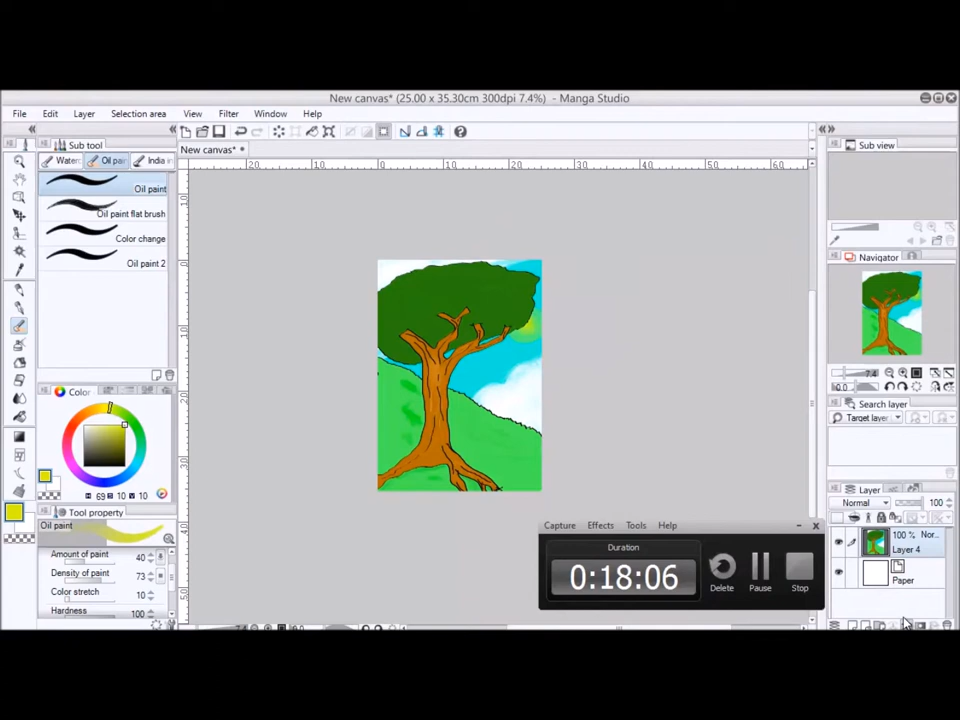 New canvas* (25.00 x 35.30cm 300dpi 7.4%) - Manga Studio
File Edit Layer Selection area View Filter Window Help
Sub tool
New canvas*
Sub view
Oil paint
Oil paint flat brush
Color change
Oil paint 2
Navigator
7.4
Search layer
Target layer
Color
69 10 10
Tool property
Oil paint
Amount of paint 40
Density of paint 73
Color stretch 10
Hardness 100
Layer
Normal 100
100 % Nor...
Layer 4
Paper
Capture Effects Tools Help
Duration
0:18:06
Delete Pause Stop